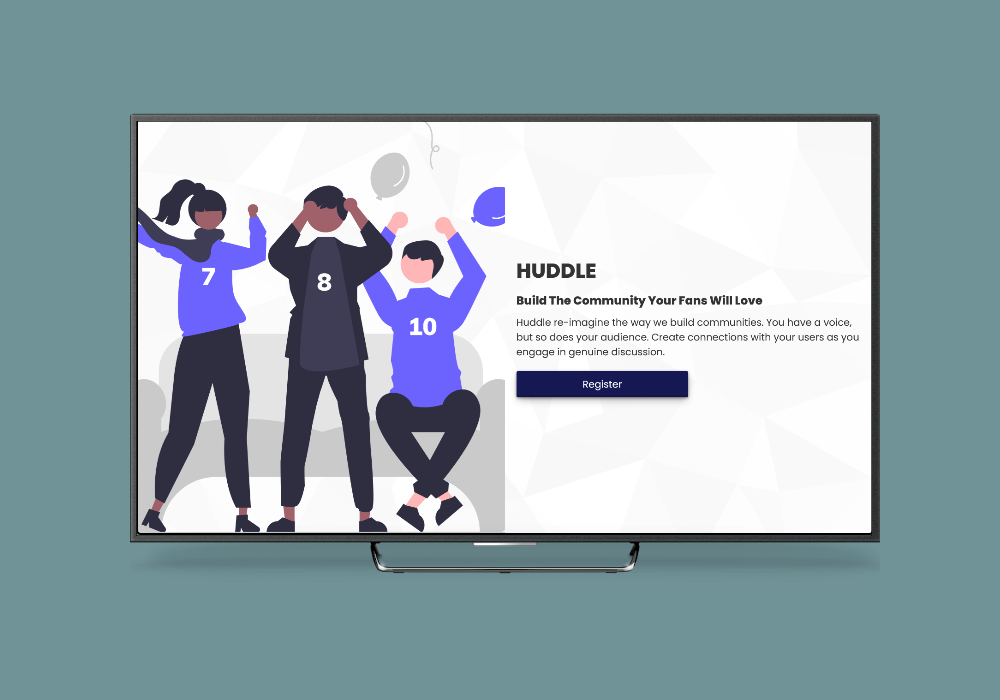 7
8
10
HUDDLE
Build The Community Your Fans Will Love
Huddle re-imagine the way we build communities. You have a voice,
but so does your audience. Create connections with your users as you
engage in genuine discussion.
Register